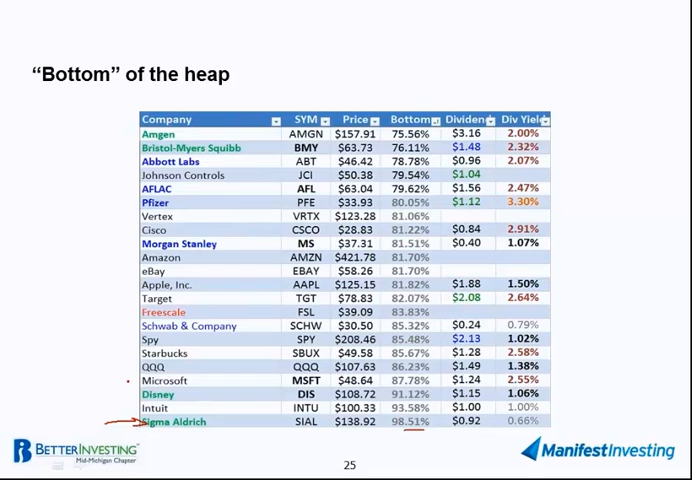 “Bottom” of the heap
Company SYM Price Bottom Dividend Div Yield
Amgen AMGN $157.91 75.56% $3.16 2.00%
Bristol-Myers Squibb BMY $63.73 76.11% $1.48 2.32%
Abbott Labs ABT $46.42 78.78% $0.96 2.07%
Johnson Controls JCI $50.38 79.54% $1.04
AFLAC AFL $63.04 79.62% $1.56 2.47%
Pfizer PFE $33.93 80.05% $1.12 3.30%
Vertex VRTX $123.28 81.06%
Cisco CSCO $28.83 81.22% $0.84 2.91%
Morgan Stanley MS $37.31 81.51% $0.40 1.07%
Amazon AMZN $421.78 81.70%
eBay EBAY $58.26 81.70%
Apple, Inc. AAPL $125.15 81.82% $1.88 1.50%
Target TGT $78.83 82.07% $2.08 2.64%
Freescale FSL $39.09 83.83%
Schwab & Company SCHW $30.50 85.32% $0.24 0.79%
Spy SPY $208.46 85.48% $2.13 1.02%
Starbucks SBUX $49.58 85.67% $1.28 2.58%
QQQ QQQ $107.63 86.23% $1.49 1.38%
Microsoft MSFT $48.64 87.78% $1.24 2.55%
Disney DIS $108.72 91.12% $1.15 1.06%
Intuit INTU $100.33 93.58% $1.00 1.00%
Sigma Aldrich SIAL $138.92 98.51% $0.92 0.66%
BETTERINVESTING™
Mid-Michigan Chapter
25
ManifestInvesting